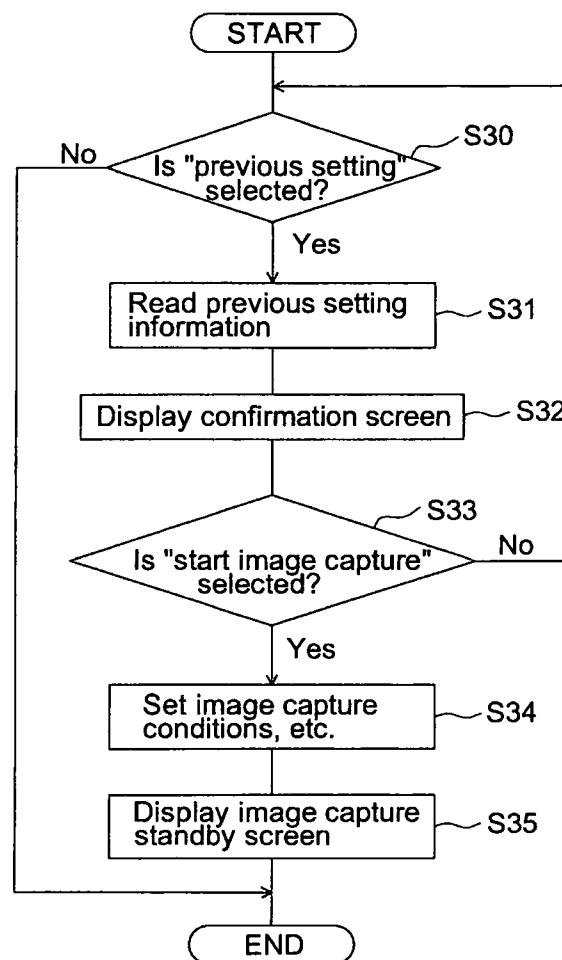 START
S30
No
Is "previous setting"
selected?
Yes
Read previous setting
information
S31
Display confirmation screen
S32
S33
Is "start image capture"
selected?
No
Yes
Set image capture
conditions, etc.
S34
Display image capture
standby screen
S35
END